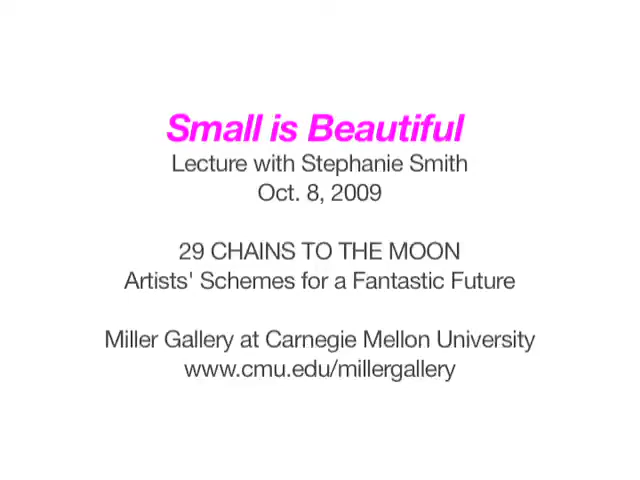 Small is Beautiful
Lecture with Stephanie Smith
Oct. 8, 2009
29 CHAINS TO THE MOON
Artists' Schemes for a Fantastic Future
Miller Gallery at Carnegie Mellon University
www.cmu.edu/millergallery